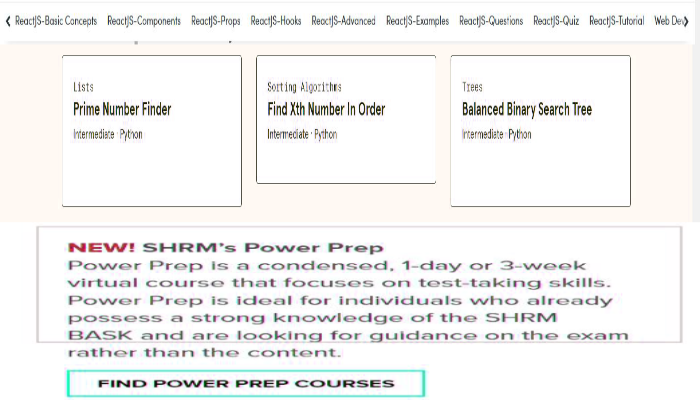 ReactJS-Basic Concepts ReactJS-Components ReactJS-Props ReactJS-Hooks ReactJS-Advanced ReactJS-Examples ReactJS-Questions ReactJS-Quiz ReactJS-Tutorial Web Dev
Lists
Prime Number Finder
Intermediate · Python
Sorting Algorithms
Find Xth Number In Order
Intermediate · Python
Trees
Balanced Binary Search Tree
Intermediate · Python
NEW! SHRM's Power Prep
Power Prep is a condensed, 1-day or 3-week
virtual course that focuses on test-taking skills.
Power Prep is ideal for individuals who already
possess a strong knowledge of the SHRM
BASK and are looking for guidance on the exam
rather than the content.
FIND POWER PREP COURSES